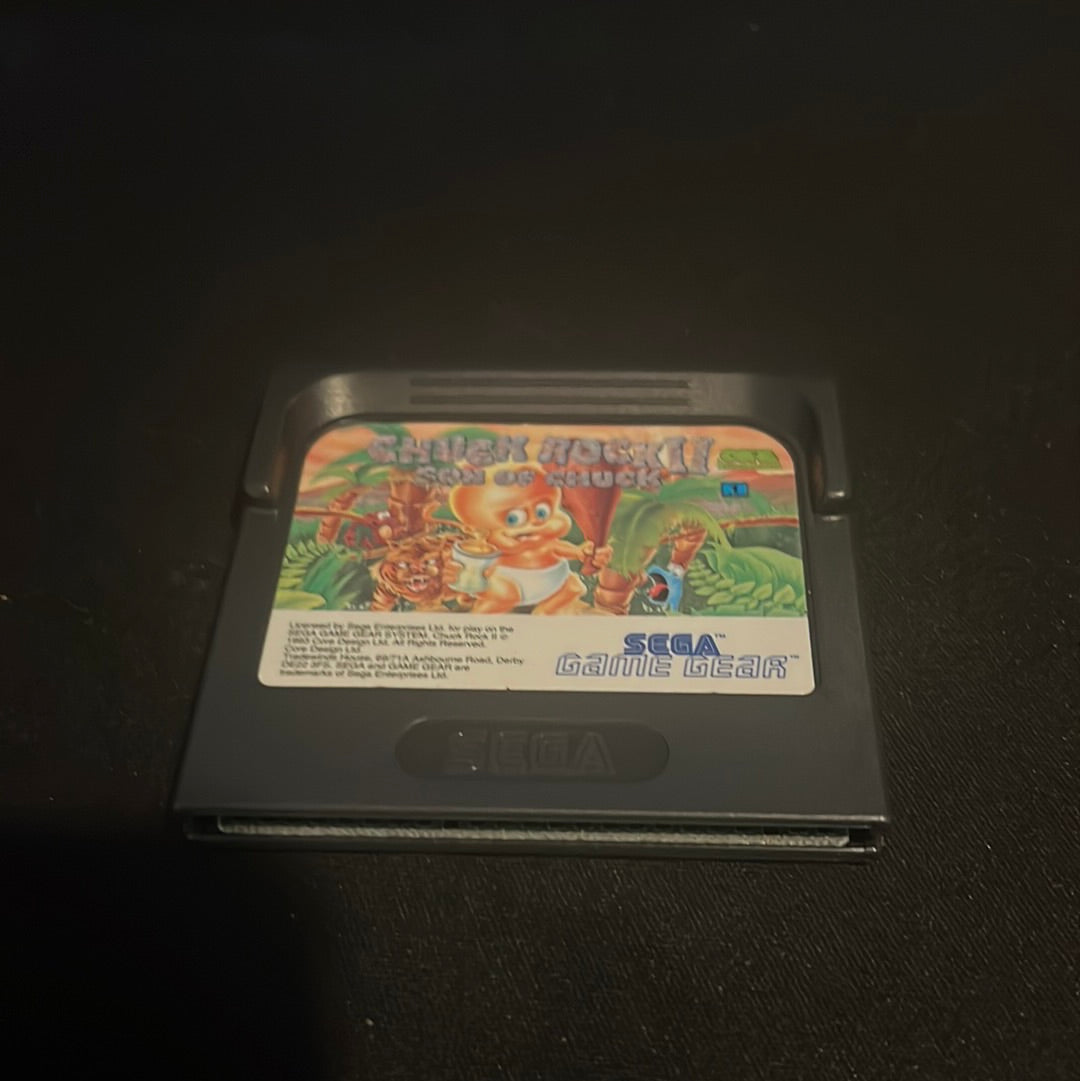 CHUCK ROCK II
SON OF CHUCK
Licensed by Sega Enterprises Ltd. for play on the
SEGA GAME GEAR SYSTEM. Chuck Rock II ©
1993 Core Design Ltd. All Rights Reserved.
Core Design Ltd.
Tradewinds House, 69/71A Ashbourne Road, Derby
DE22 3FS. SEGA and GAME GEAR are
trademarks of Sega Enterprises Ltd.
SEGA™
GAME GEAR™
SEGA